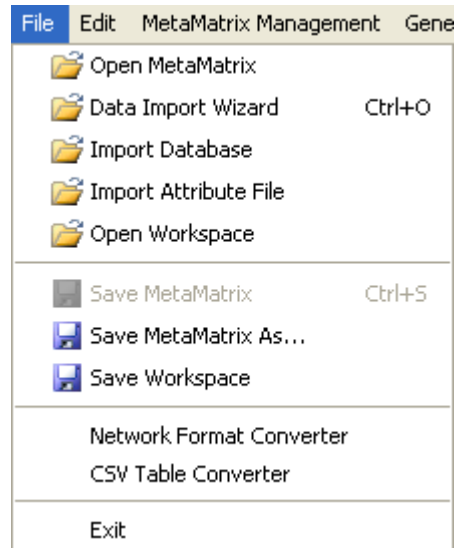 File Edit MetaMatrix Management Gene
Open MetaMatrix
Data Import Wizard Ctrl+O
Import Database
Import Attribute File
Open Workspace
Save MetaMatrix Ctrl+S
Save MetaMatrix As...
Save Workspace
Network Format Converter
CSV Table Converter
Exit